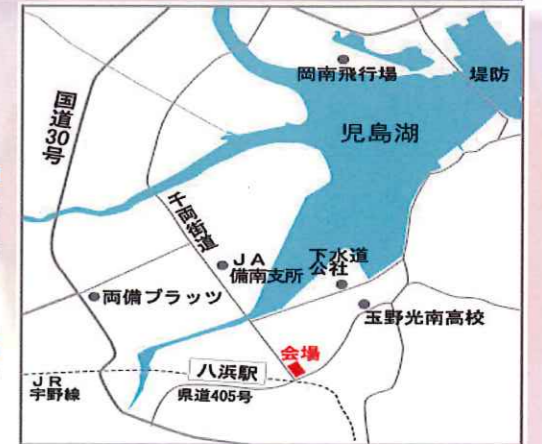 岡南飛行場
堤防
国道30号
児島湖
千両街道
JA
備南支所
下水道
公社
両備プラッツ
玉野光南高校
会場
八浜駅
JR
宇野線
県道405号